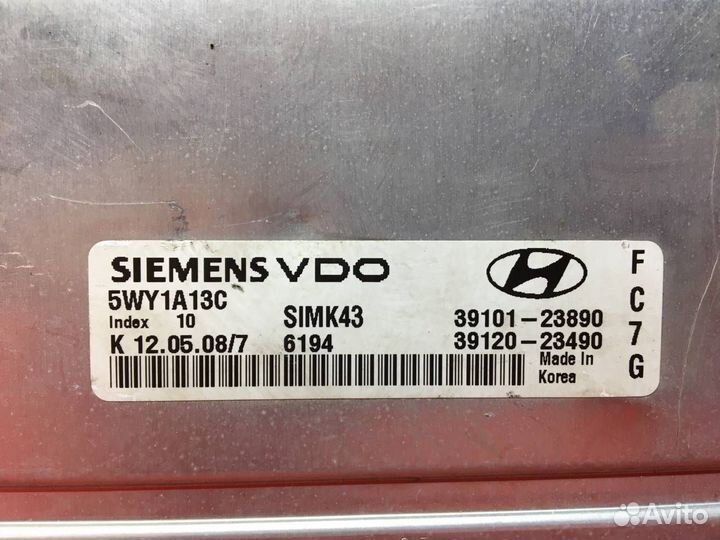 SIEMENS VDO
5WY1A13C
Index 10
SIMK43
39101-23890
K 12.05.08/7
6194
39120-23490
Made In
Korea
F
C
7
G
Avito